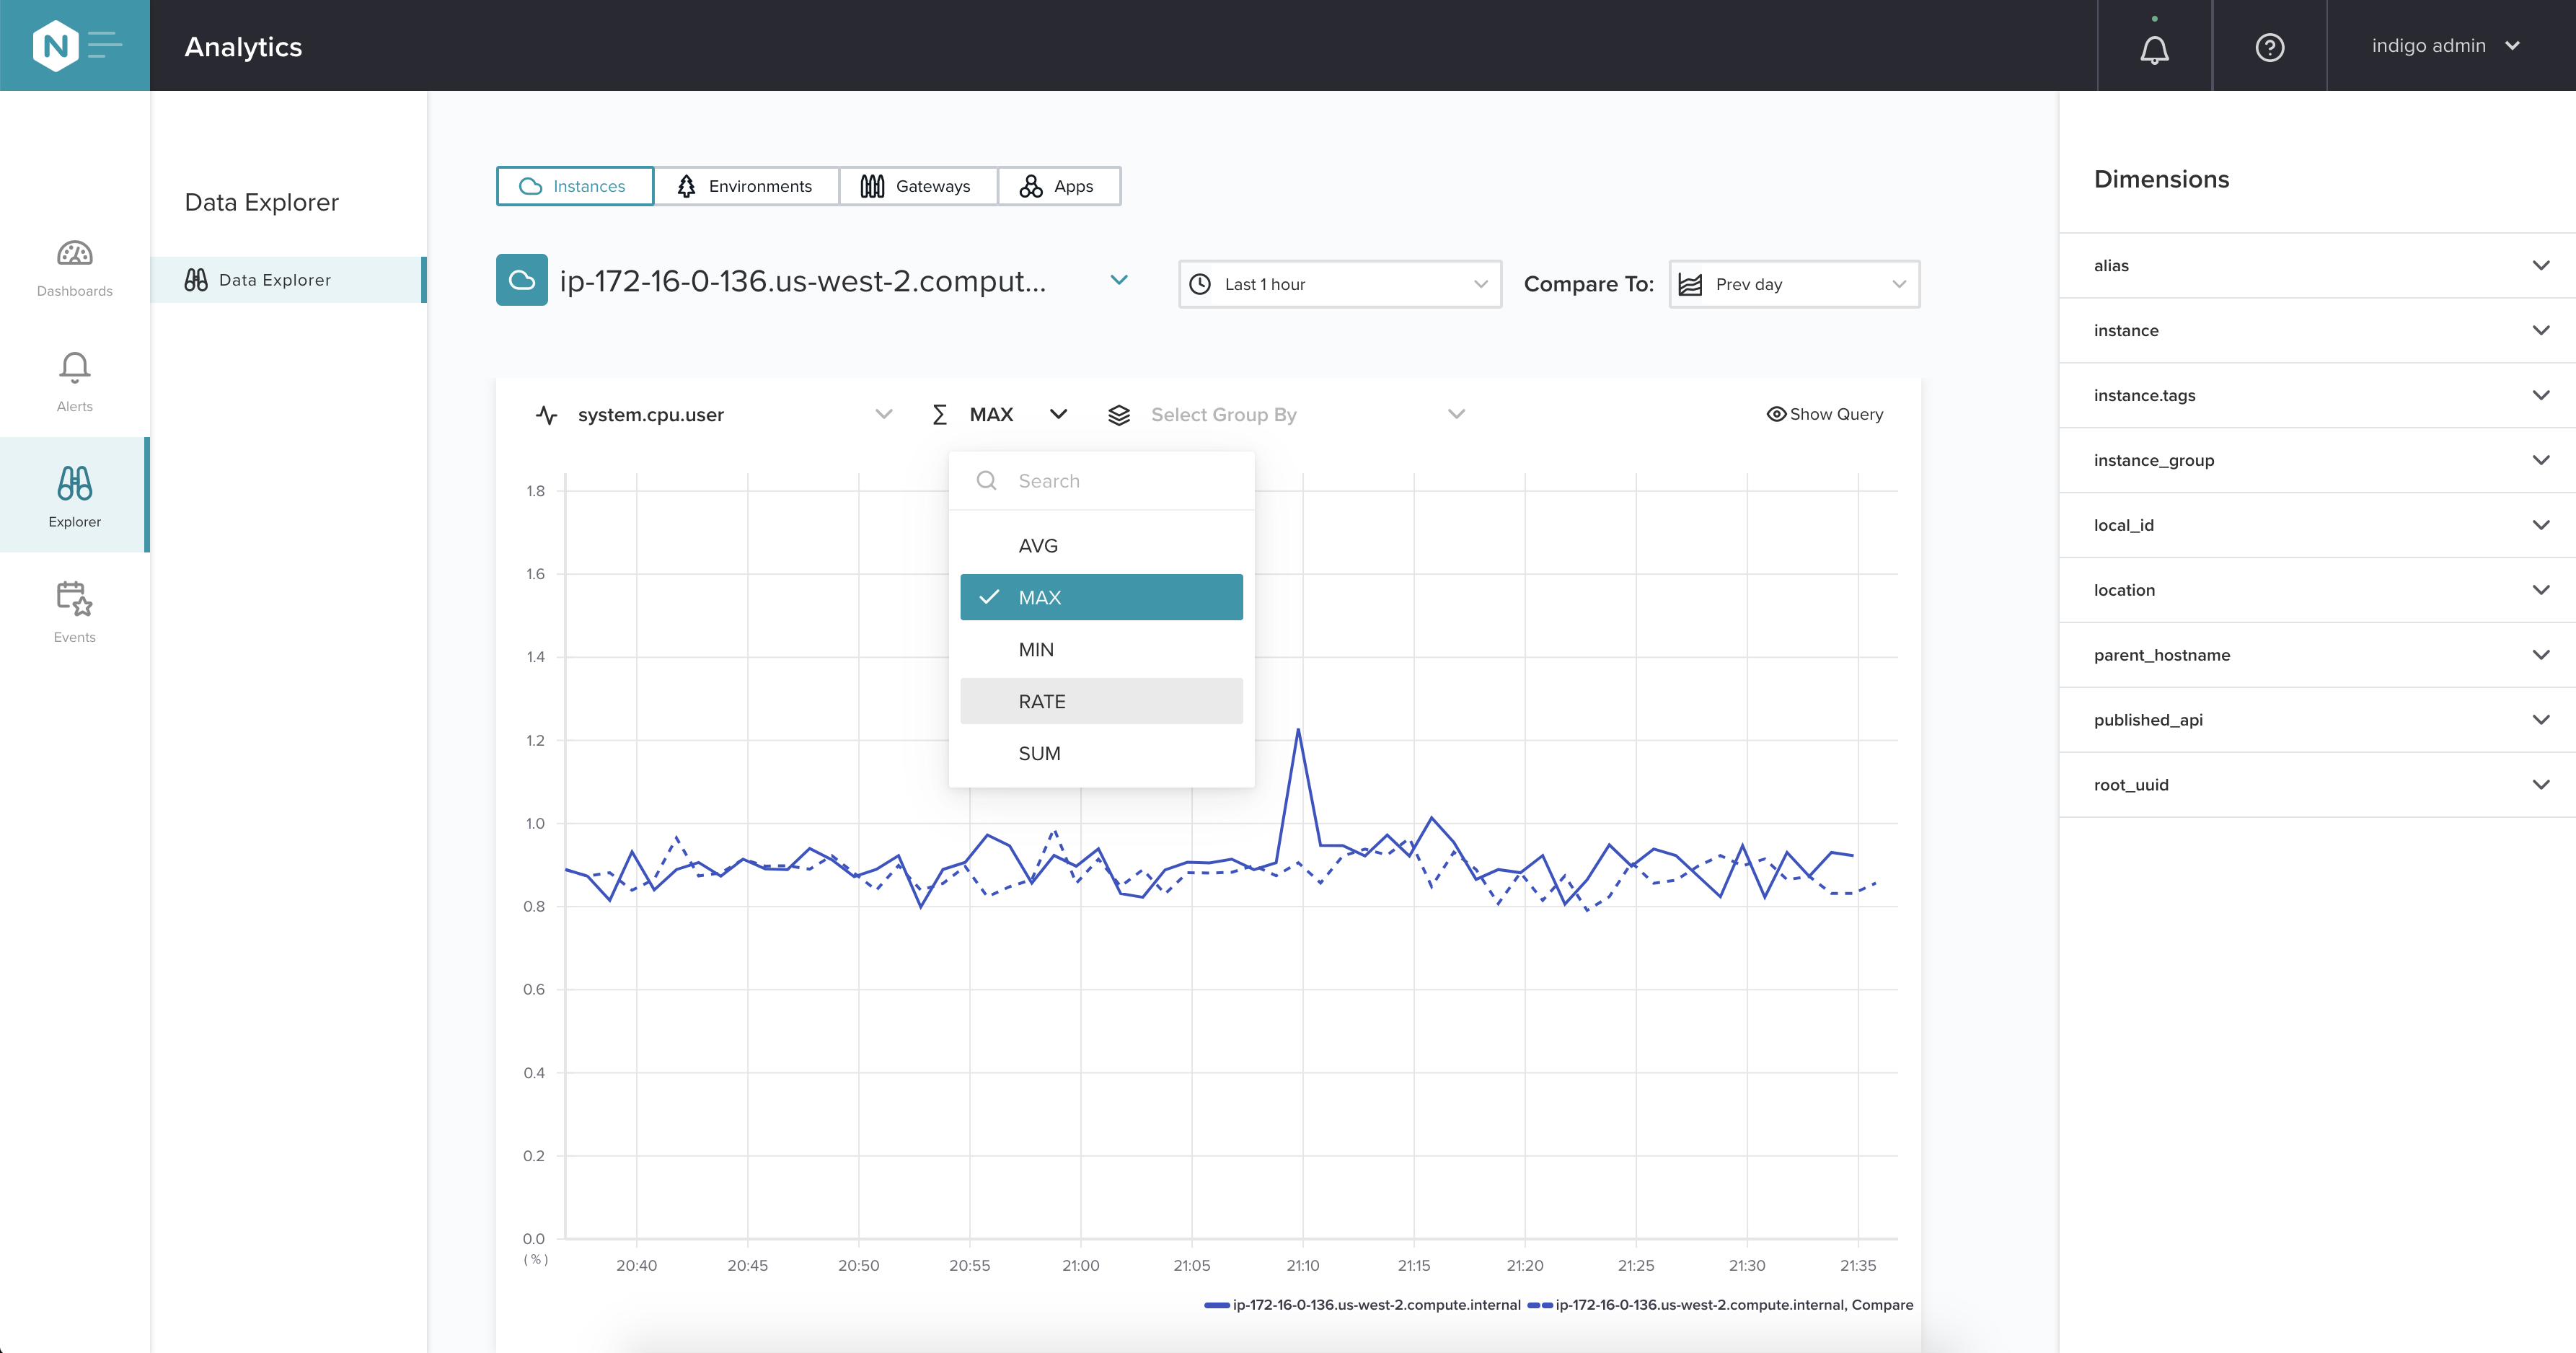 N
Analytics
indigo admin
Dashboards
Alerts
Explorer
Events
Data Explorer
Data Explorer
Instances
Environments
Gateways
Apps
ip-172-16-0-136.us-west-2.comput...
Last 1 hour
Compare To:
Prev day
system.cpu.user
Σ MAX
Select Group By
Show Query
Search
AVG
MAX
MIN
RATE
SUM
1.8
1.6
1.4
1.2
1.0
0.8
0.6
0.4
0.2
0.0
(%)
20:40 20:45 20:50 20:55 21:00 21:05 21:10 21:15 21:20 21:25 21:30 21:35
ip-172-16-0-136.us-west-2.compute.internal
ip-172-16-0-136.us-west-2.compute.internal, Compare
Dimensions
alias
instance
instance.tags
instance_group
local_id
location
parent_hostname
published_api
root_uuid